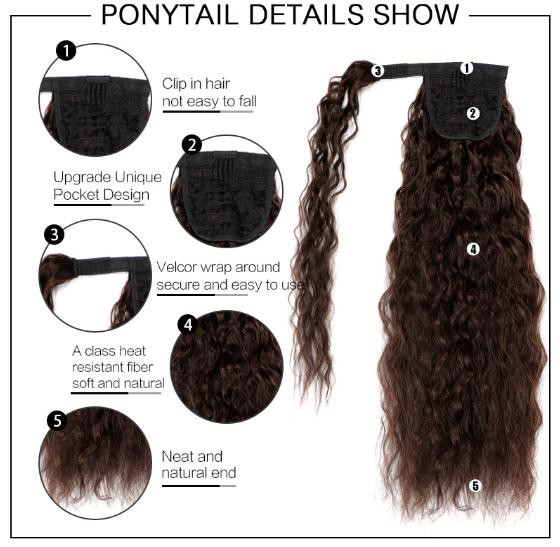 PONYTAIL DETAILS SHOW
1
Clip in hair
not easy to fall
2
Upgrade Unique
Pocket Design
3
Velcor wrap around
secure and easy to use
4
A class heat
resistant fiber
soft and natural
5
Neat and
natural end
3
1
2
4
5